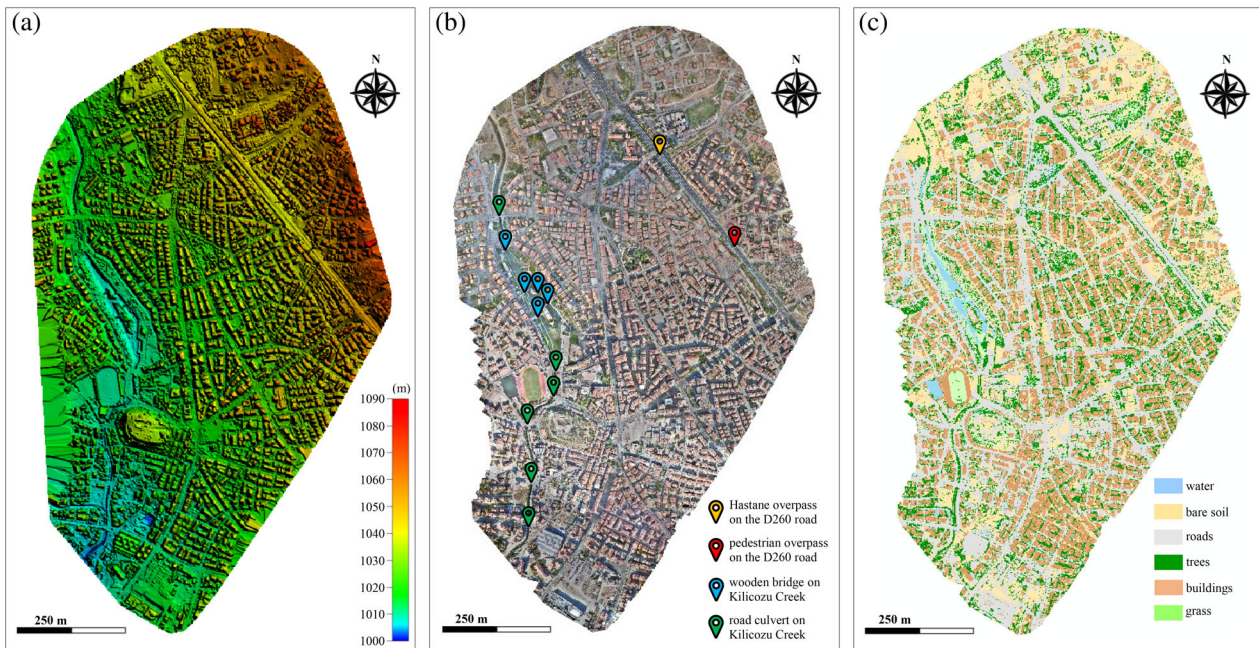 (a)
N
(m)
1090
1080
1070
1060
1050
1040
1030
1020
1010
1000
250 m
(b)
N
Hastane overpass
on the D260 road
pedestrian overpass
on the D260 road
wooden bridge on
Kilicozu Creek
road culvert on
Kilicozu Creek
250 m
(c)
N
water
bare soil
roads
trees
buildings
grass
250 m